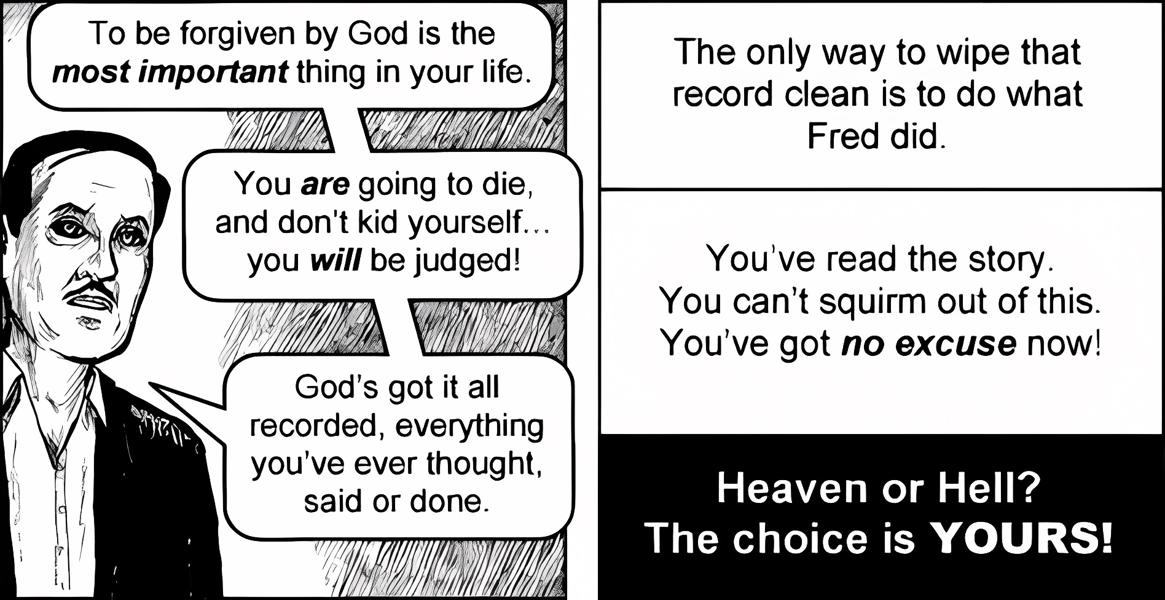 To be forgiven by God is the
most important thing in your life.
You are going to die,
and don't kid yourself...
you will be judged!
God's got it all
recorded, everything
you've ever thought,
said or done.
The only way to wipe that
record clean is to do what
Fred did.
You've read the story.
You can't squirm out of this.
You've got no excuse now!
Heaven or Hell?
The choice is YOURS!